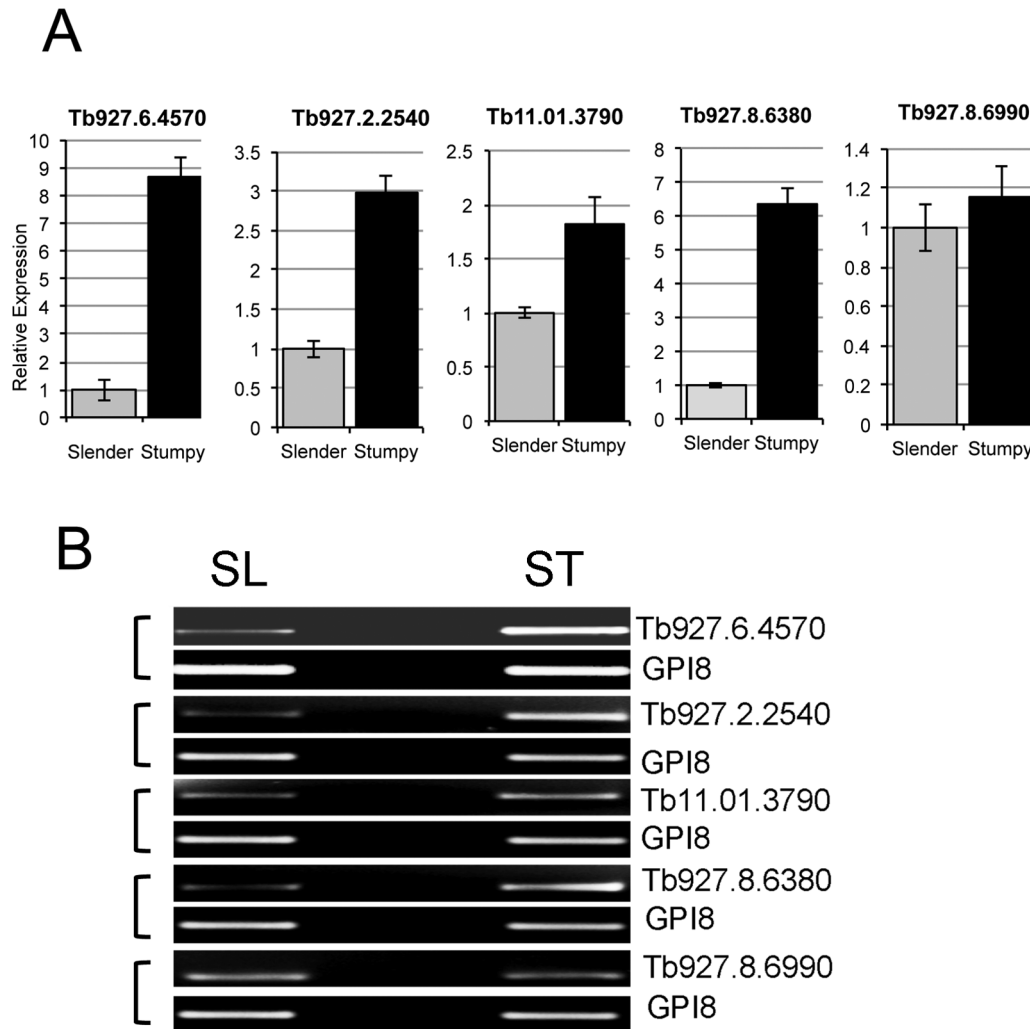 A
Tb927.6.4570
Tb927.2.2540
Tb11.01.3790
Tb927.8.6380
Tb927.8.6990
Relative Expression
10
9
8
7
6
5
4
3
2
1
0
Slender Stumpy
3.5
3
2.5
2
1.5
1
0.5
0
Slender Stumpy
2.5
2
1.5
1
0.5
0
Slender Stumpy
8
7
6
5
4
3
2
1
0
Slender Stumpy
1.4
1.2
1
0.8
0.6
0.4
0.2
0
Slender Stumpy
B
SL ST
Tb927.6.4570
GPI8
Tb927.2.2540
GPI8
Tb11.01.3790
GPI8
Tb927.8.6380
GPI8
Tb927.8.6990
GPI8